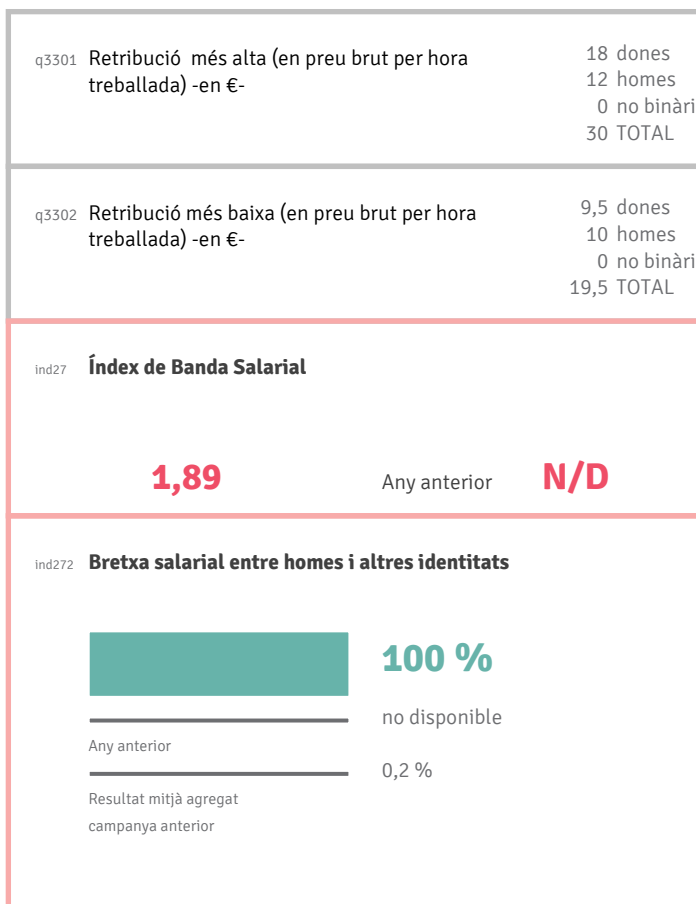 q3301 Retribució més alta (en preu brut per hora
treballada) -en €-
18 dones
12 homes
0 no binàri
30 TOTAL
q3302 Retribució més baixa (en preu brut per hora
treballada) -en €-
9,5 dones
10 homes
0 no binàri
19,5 TOTAL
ind27 Índex de Banda Salarial
1,89 Any anterior N/D
ind272 Bretxa salarial entre homes i altres identitats
100 %
no disponible
Any anterior
0,2 %
Resultat mitjà agregat
campanya anterior